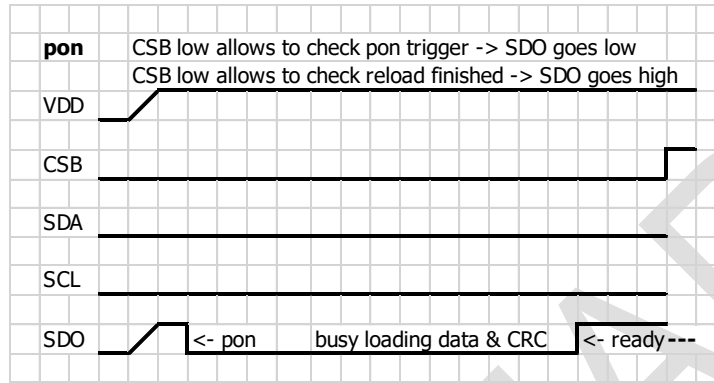 pon CSB low allows to check pon trigger -> SDO goes low
CSB low allows to check reload finished -> SDO goes high
VDD
CSB
SDA
SCL
SDO <- pon busy loading data & CRC <- ready